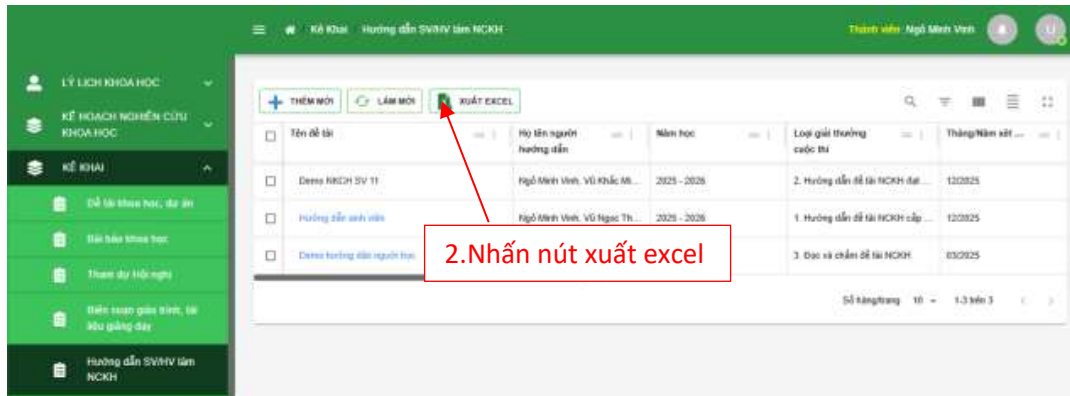 Kê Khai Hướng dẫn SV/HV làm NCKH
Thành viên Ngô Minh Vinh
U
LÝ LỊCH KHOA HỌC
KẾ HOẠCH NGHIÊN CỨU
KHOA HỌC
KÊ KHAI
Đề tài khoa học, dự án
Bài báo khoa học
Tham dự Hội nghị
Biên soạn giáo trình, tài
liệu giảng dạy
Hướng dẫn SV/HV làm
NCKH
THÊM MỚI LÀM MỚI XUẤT EXCEL
Tên đề tài Họ tên người
hướng dẫn Năm học Loại giải thưởng
cuộc thi Tháng/Năm xét ...
Demo NKCH SV 11 Ngô Minh Vinh, Vũ Khắc Mi... 2025 - 2026 2. Hướng dẫn đề tài NCKH đạt ... 12/2025
Hướng dẫn sinh viên Ngô Minh Vinh, Vũ Ngọc Th... 2025 - 2026 1. Hướng dẫn đề tài NCKH cấp ... 12/2025
Demo hướng dẫn người học 3. Đọc và chấm đề tài NCKH 03/2025
2.Nhấn nút xuất excel
Số hàng/trang 10 1-3 trên 3